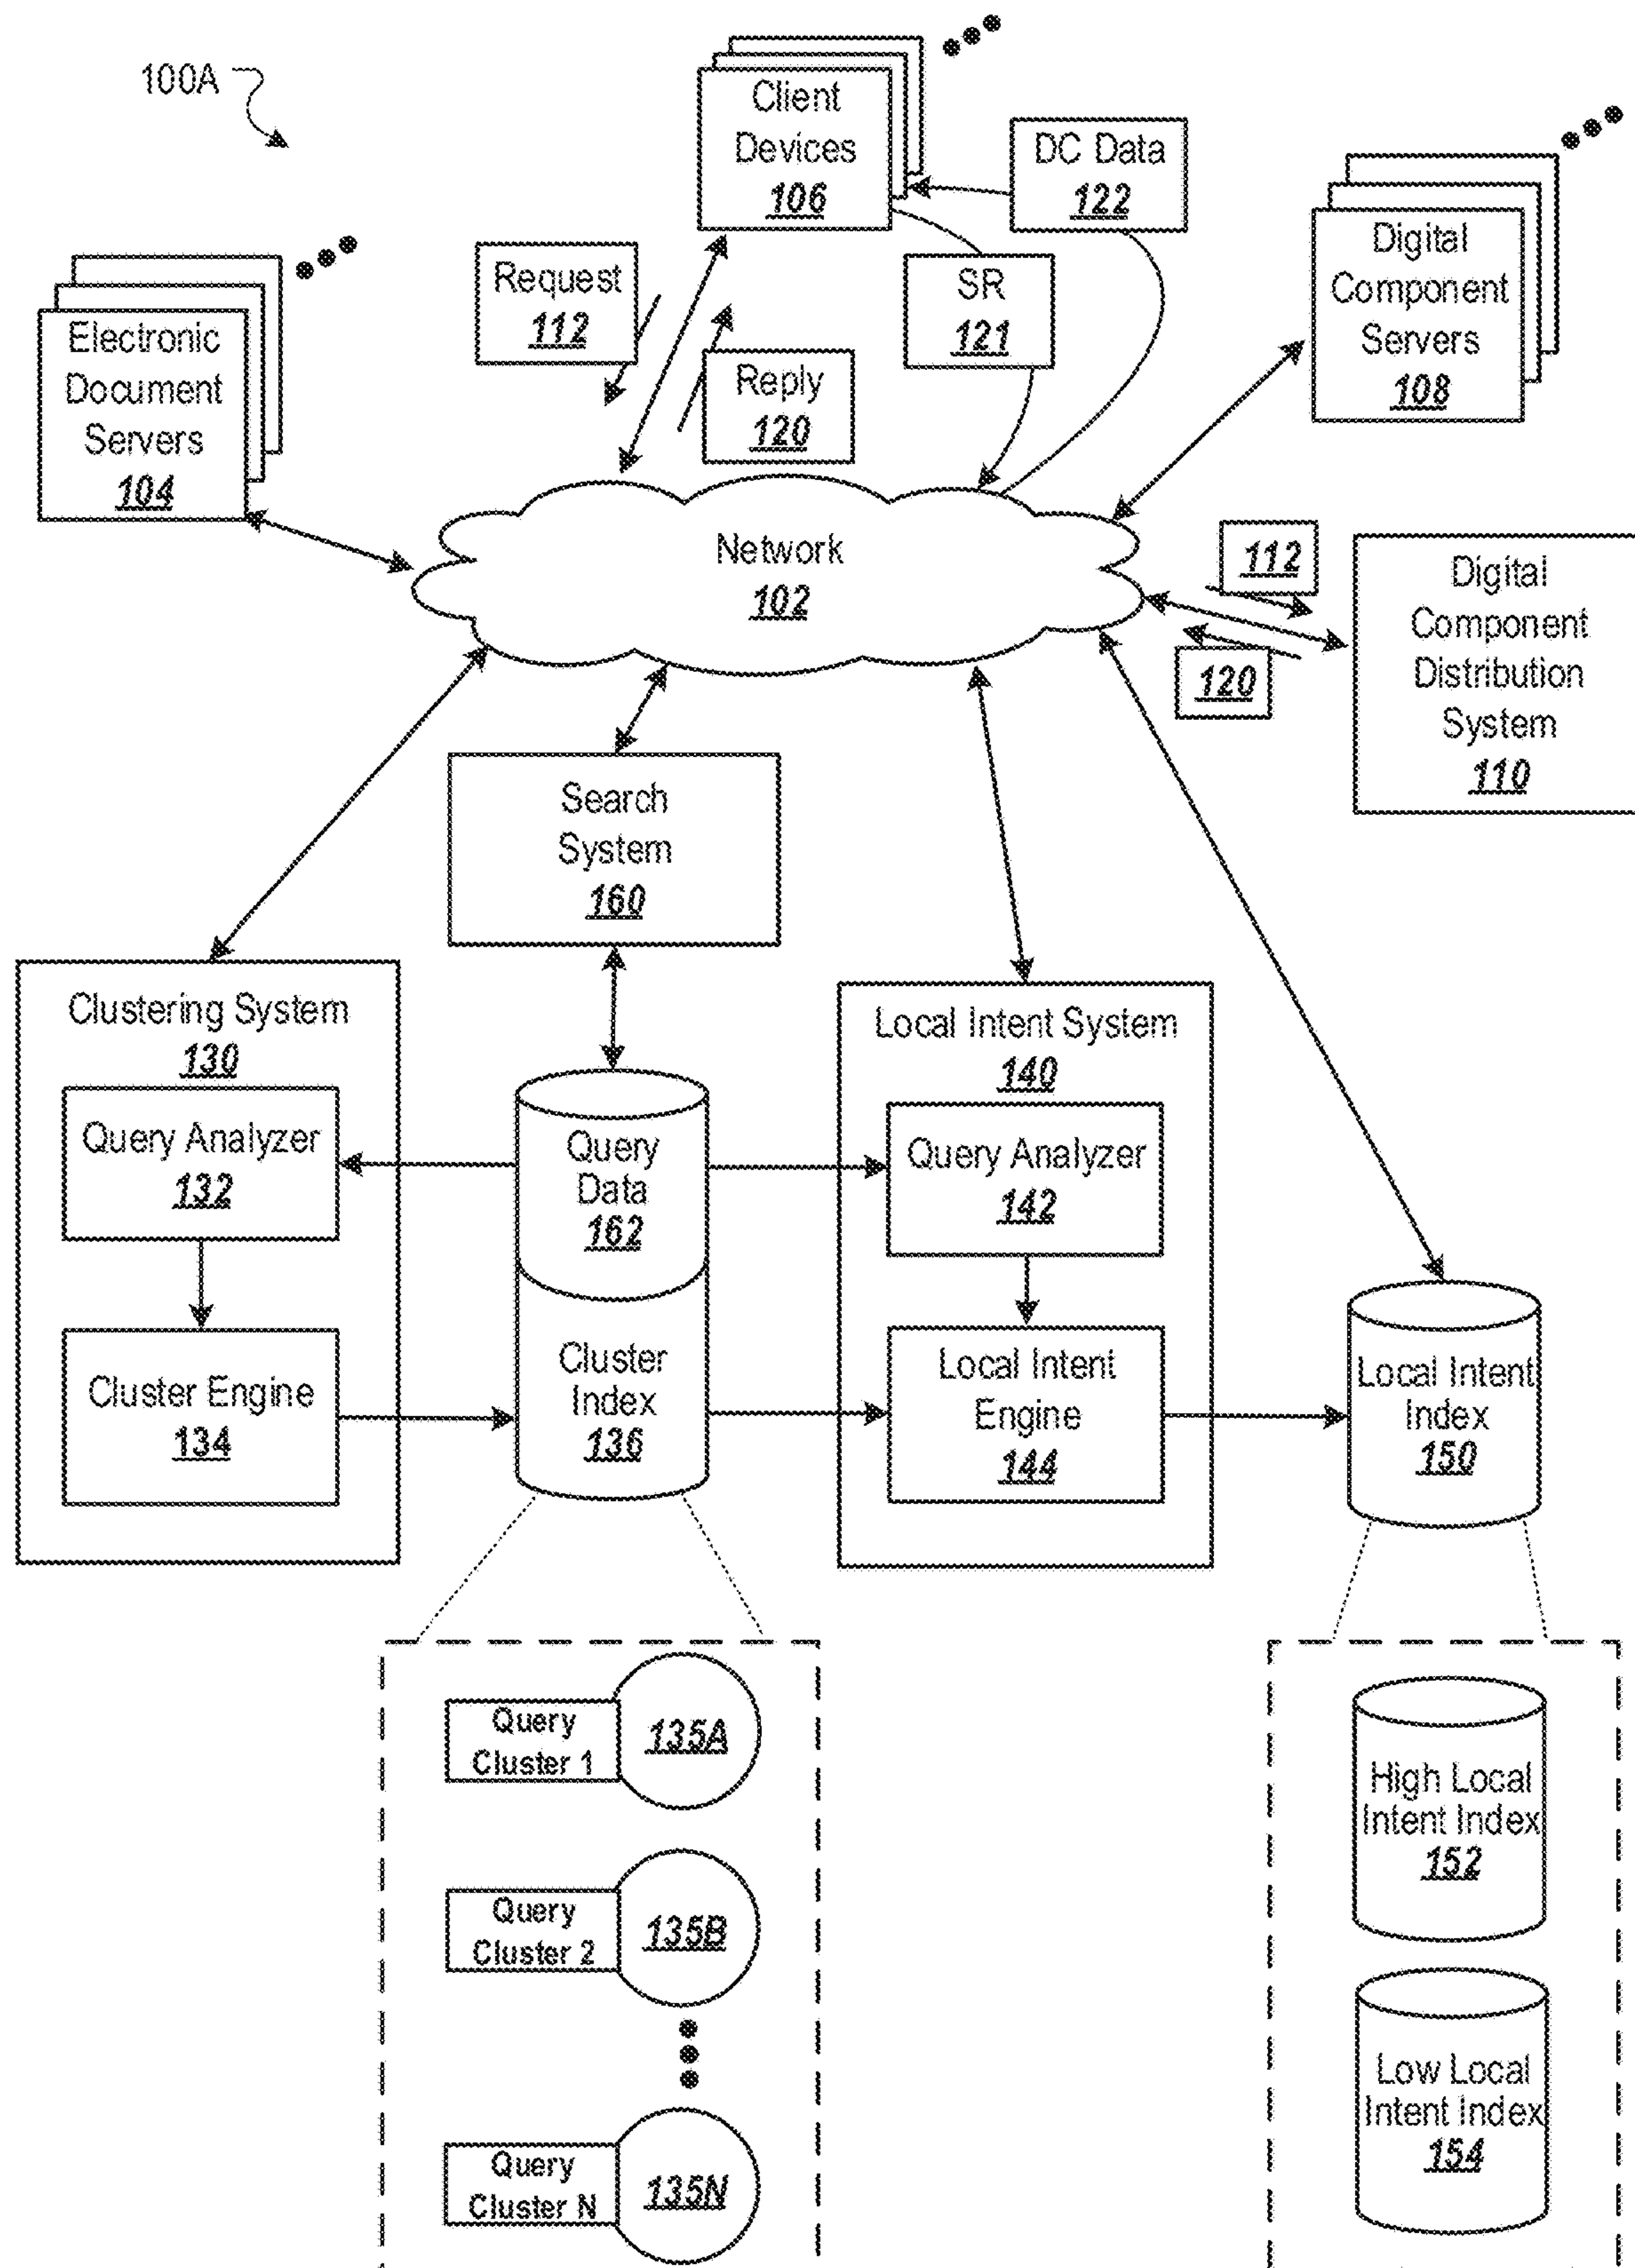 100A
Client
Devices
106
DC Data
122
Digital
Component
Servers
108
Request
112
SR
121
Electronic
Document
Servers
104
Reply
120
Network
102
112
120
Digital
Component
Distribution
System
110
Search
System
160
Clustering System
130
Query Analyzer
132
Cluster Engine
134
Query
Data
162
Cluster
Index
136
Local Intent System
140
Query Analyzer
142
Local Intent
Engine
144
Local Intent
Index
150
Query
Cluster 1
135A
Query
Cluster 2
135B
Query
Cluster N
135N
High Local
Intent Index
152
Low Local
Intent Index
154